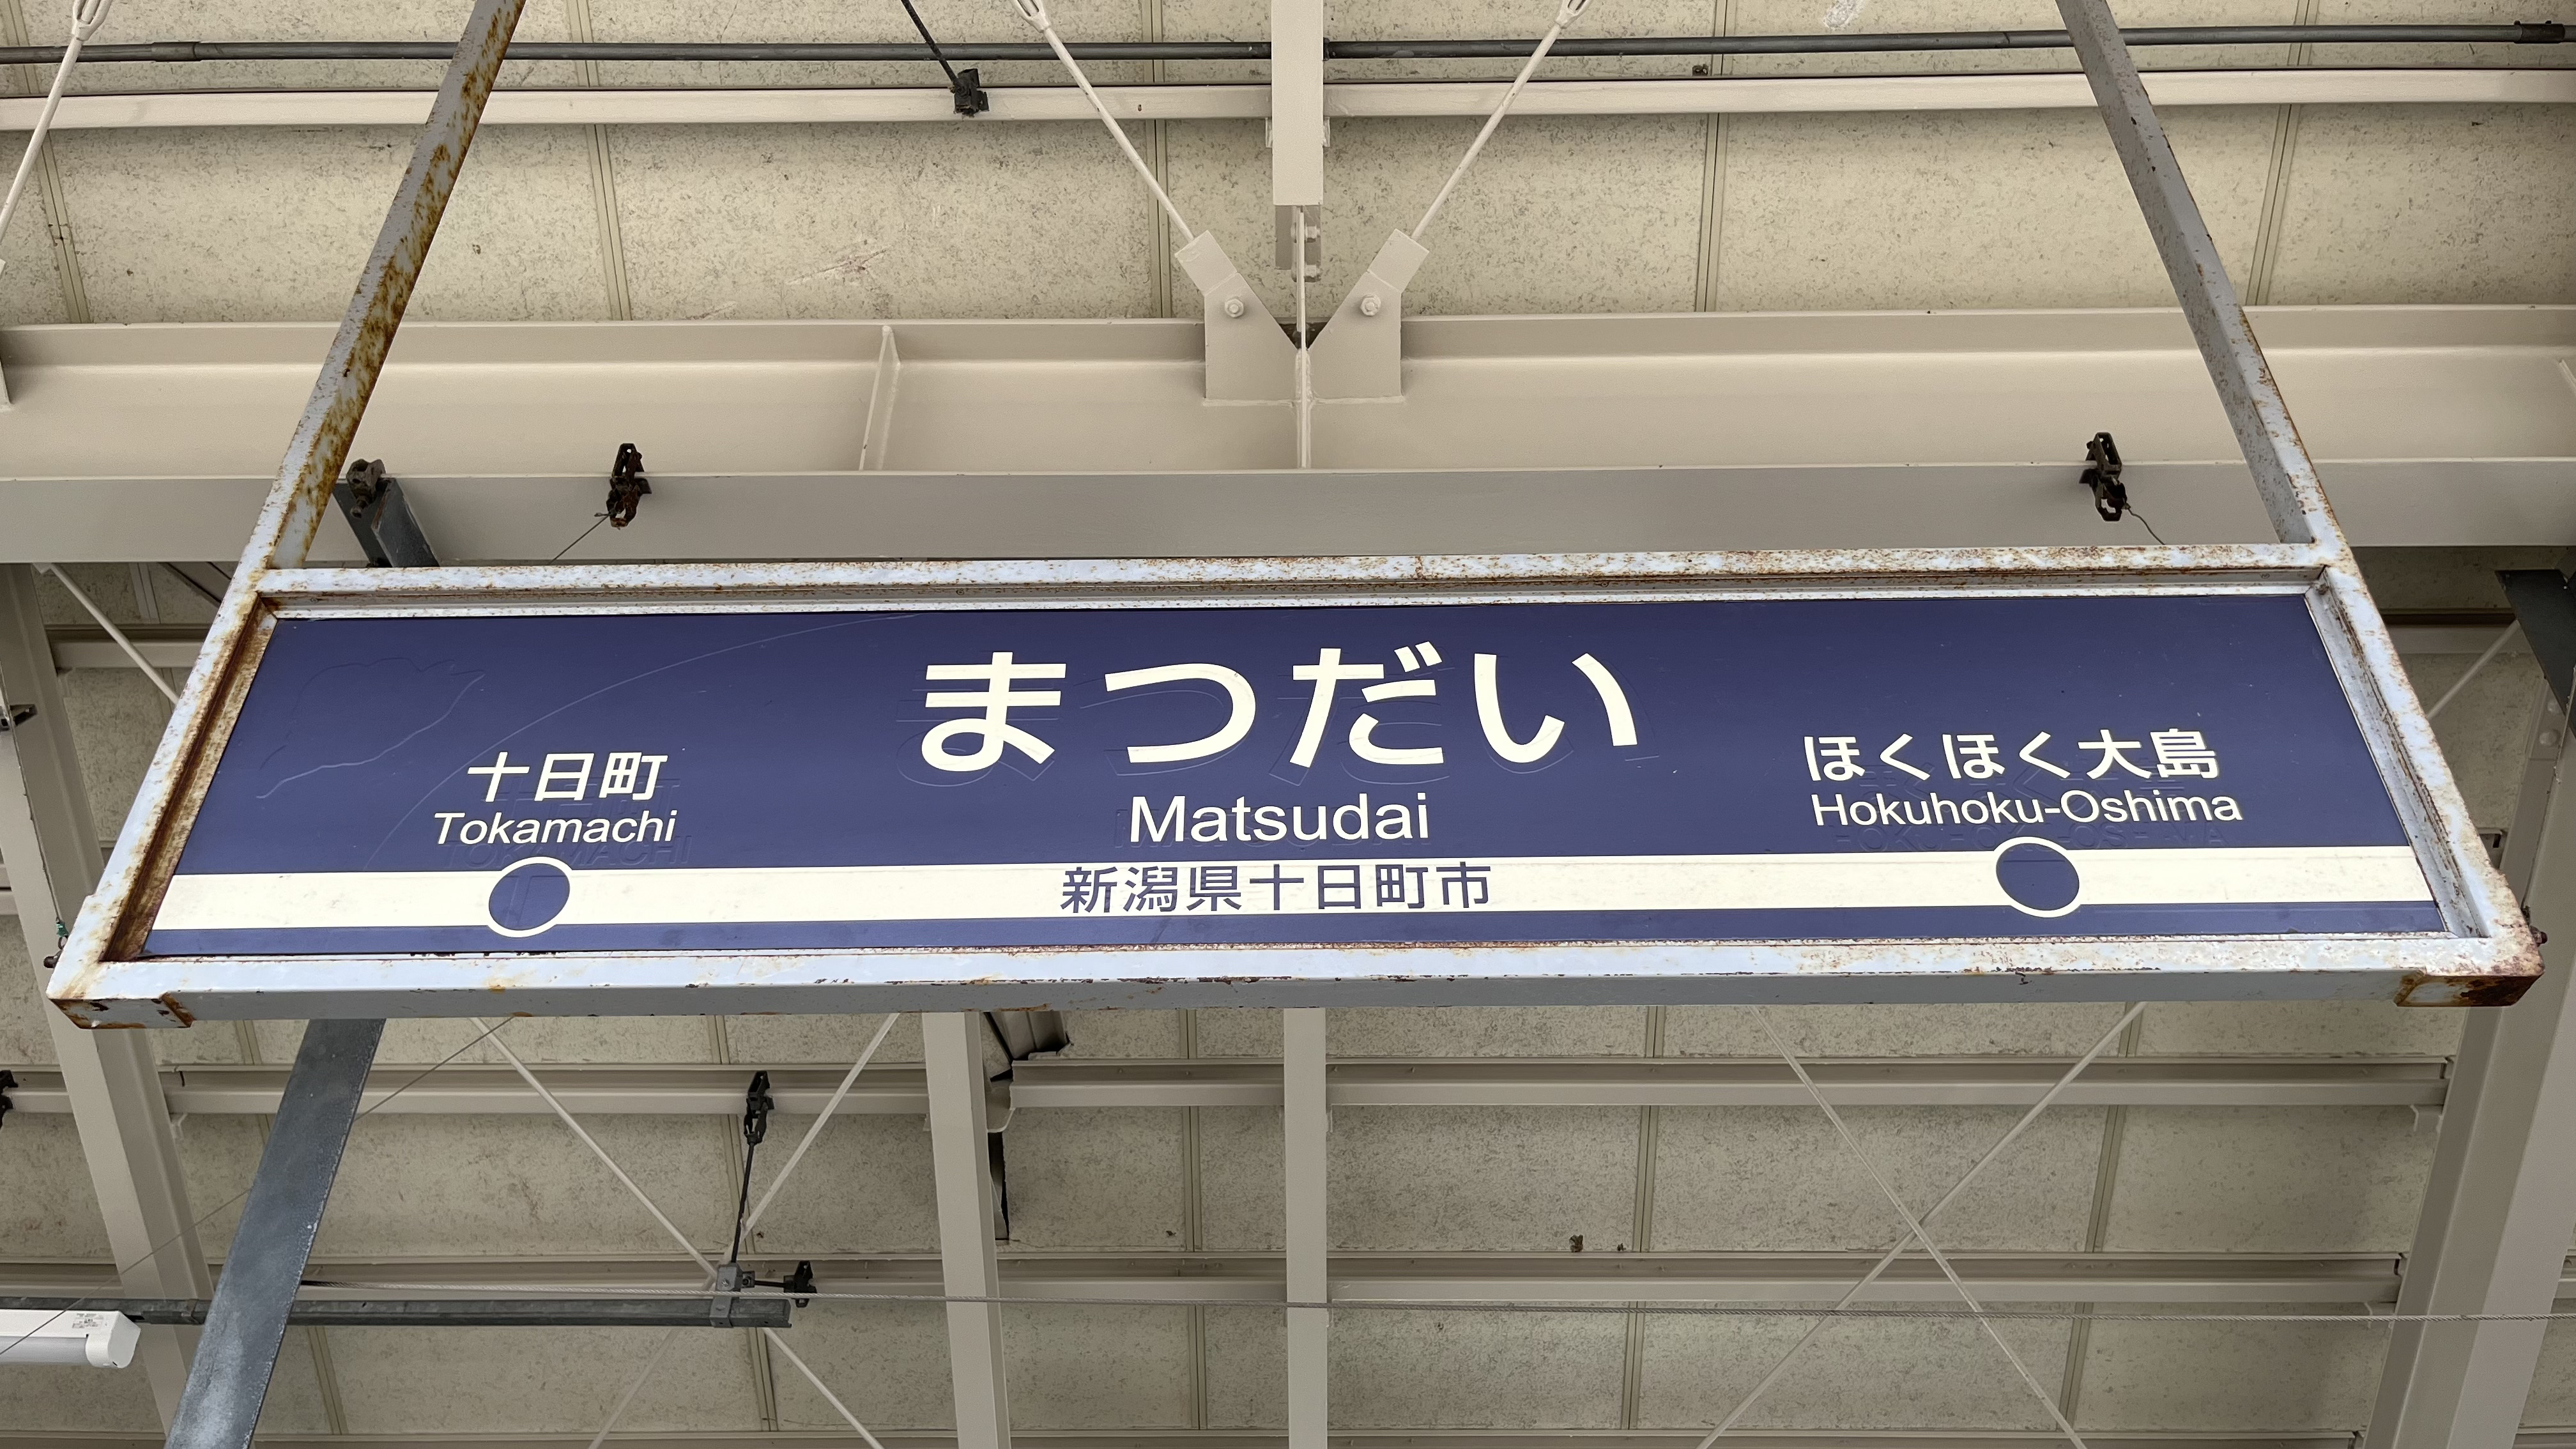 まつだい
Matsudai
十日町
Tokamachi
ほくほく大島
Hokuhoku-Oshima
新潟県十日町市